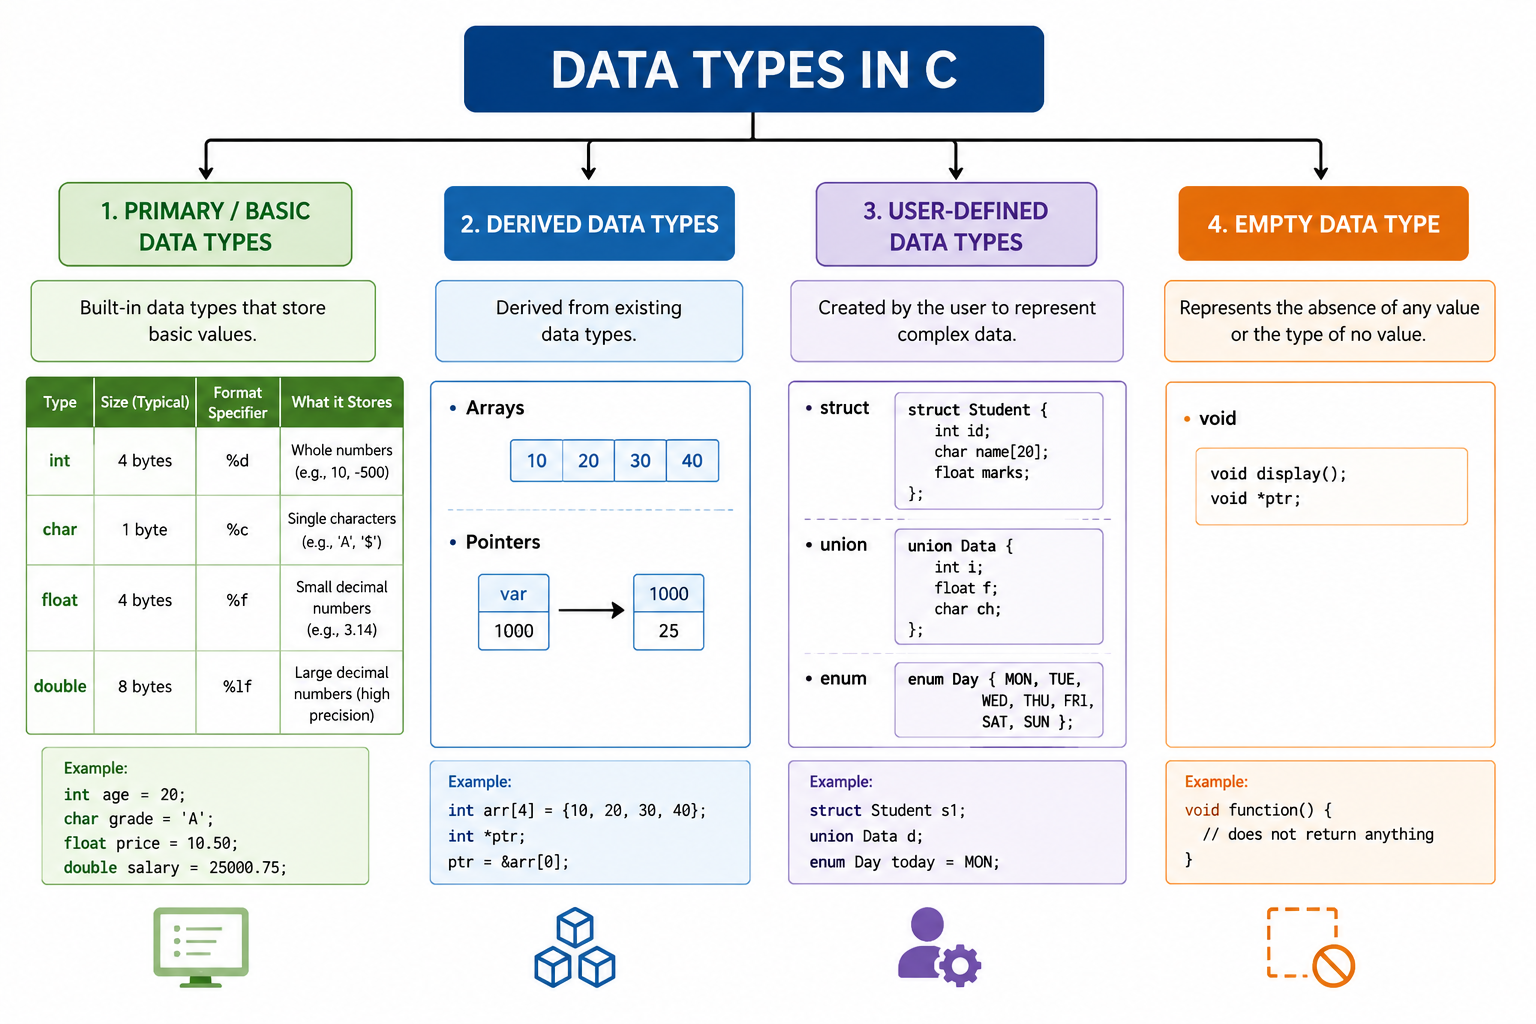 DATA TYPES IN C
1. PRIMARY / BASIC
DATA TYPES
Built-in data types that store
basic values.
Type Size (Typical) Format
Specifier What it Stores
int 4 bytes %d Whole numbers
(e.g., 10, -500)
char 1 byte %c Single characters
(e.g., 'A', '$')
float 4 bytes %f Small decimal
numbers
(e.g., 3.14)
double 8 bytes %lf Large decimal
numbers (high
precision)
Example:
int age = 20;
char grade = 'A';
float price = 10.50;
double salary = 25000.75;
2. DERIVED DATA TYPES
Derived from existing
data types.
• Arrays
10 20 30 40
• Pointers
var 1000
1000 25
Example:
int arr[4] = {10, 20, 30, 40};
int *ptr;
ptr = &arr[0];
3. USER-DEFINED
DATA TYPES
Created by the user to represent
complex data.
• struct
struct Student {
int id;
char name[20];
float marks;
};
• union
union Data {
int i;
float f;
char ch;
};
• enum
enum Day { MON, TUE,
WED, THU, FRI,
SAT, SUN };
Example:
struct Student s1;
union Data d;
enum Day today = MON;
4. EMPTY DATA TYPE
Represents the absence of any value
or the type of no value.
• void
void display();
void *ptr;
Example:
void function() {
// does not return anything
}